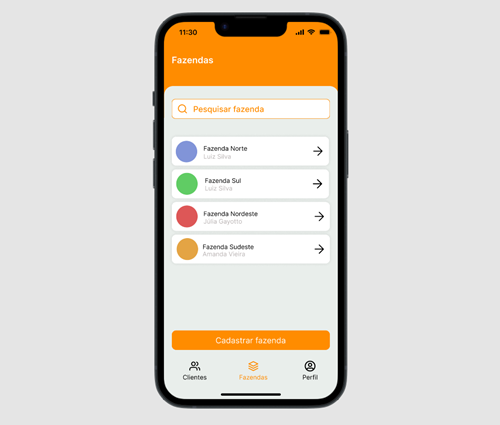 11:30
Fazendas
Pesquisar fazenda
Fazenda Norte
Luiz Silva
Fazenda Sul
Luiz Silva
Fazenda Nordeste
Júlia Gayotto
Fazenda Sudeste
Amanda Vieira
Cadastrar fazenda
Clientes
Fazendas
Perfil